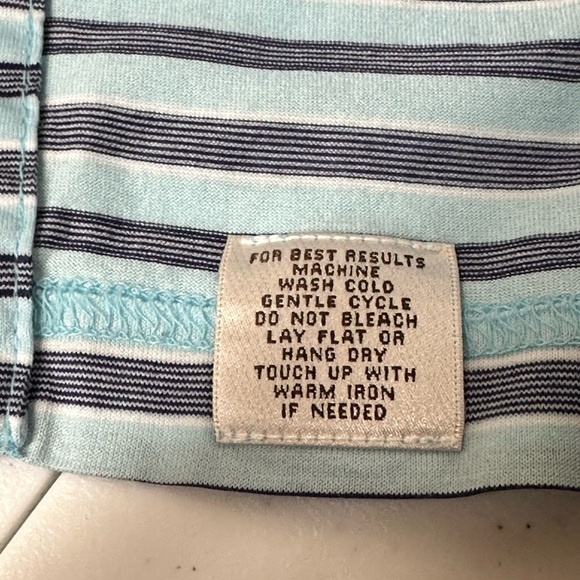 FOR BEST RESULTS
MACHINE
WASH COLD
GENTLE CYCLE
DO NOT BLEACH
LAY FLAT OR
HANG DRY
TOUCH UP WITH
WARM IRON
IF NEEDED